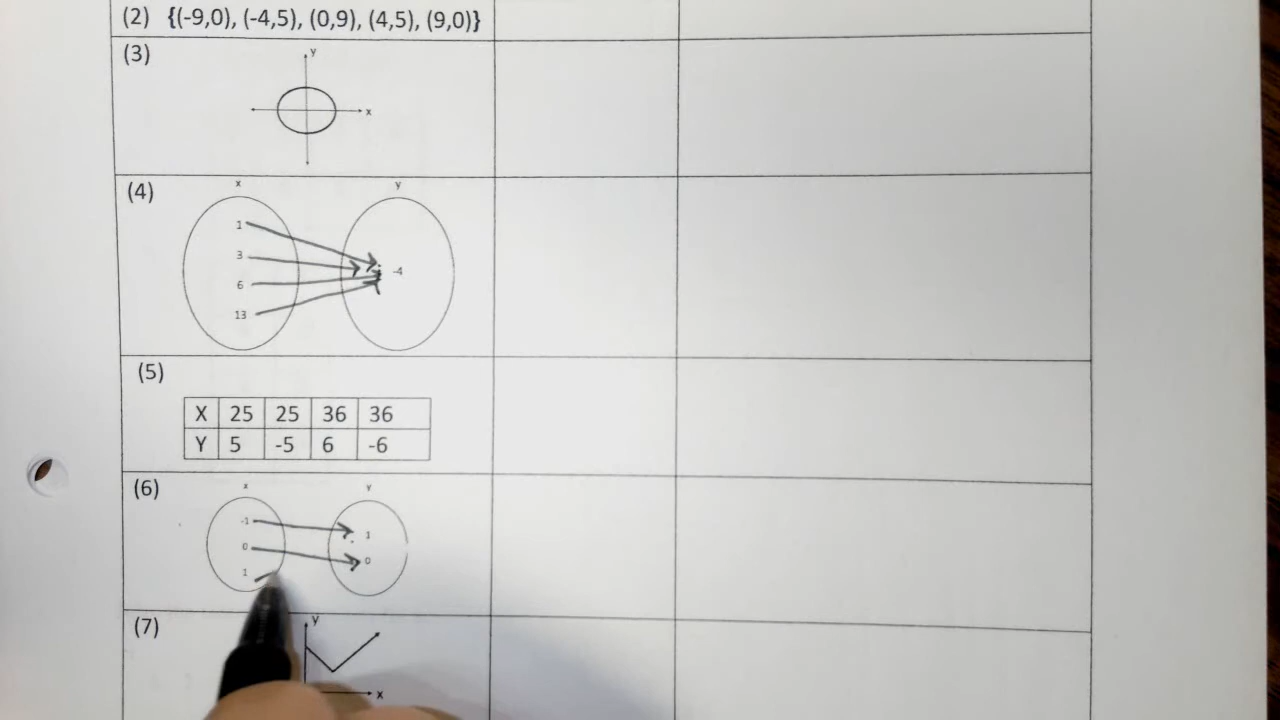 (2) {(-9,0), (-4,5), (0,9), (4,5), (9,0)}
(3)
y
x
(4)
x y
1
3
6
13
-4
(5)
X 25 25 36 36
Y 5 -5 6 -6
(6)
x Y
-1
0
1
1
0
(7)
y
x